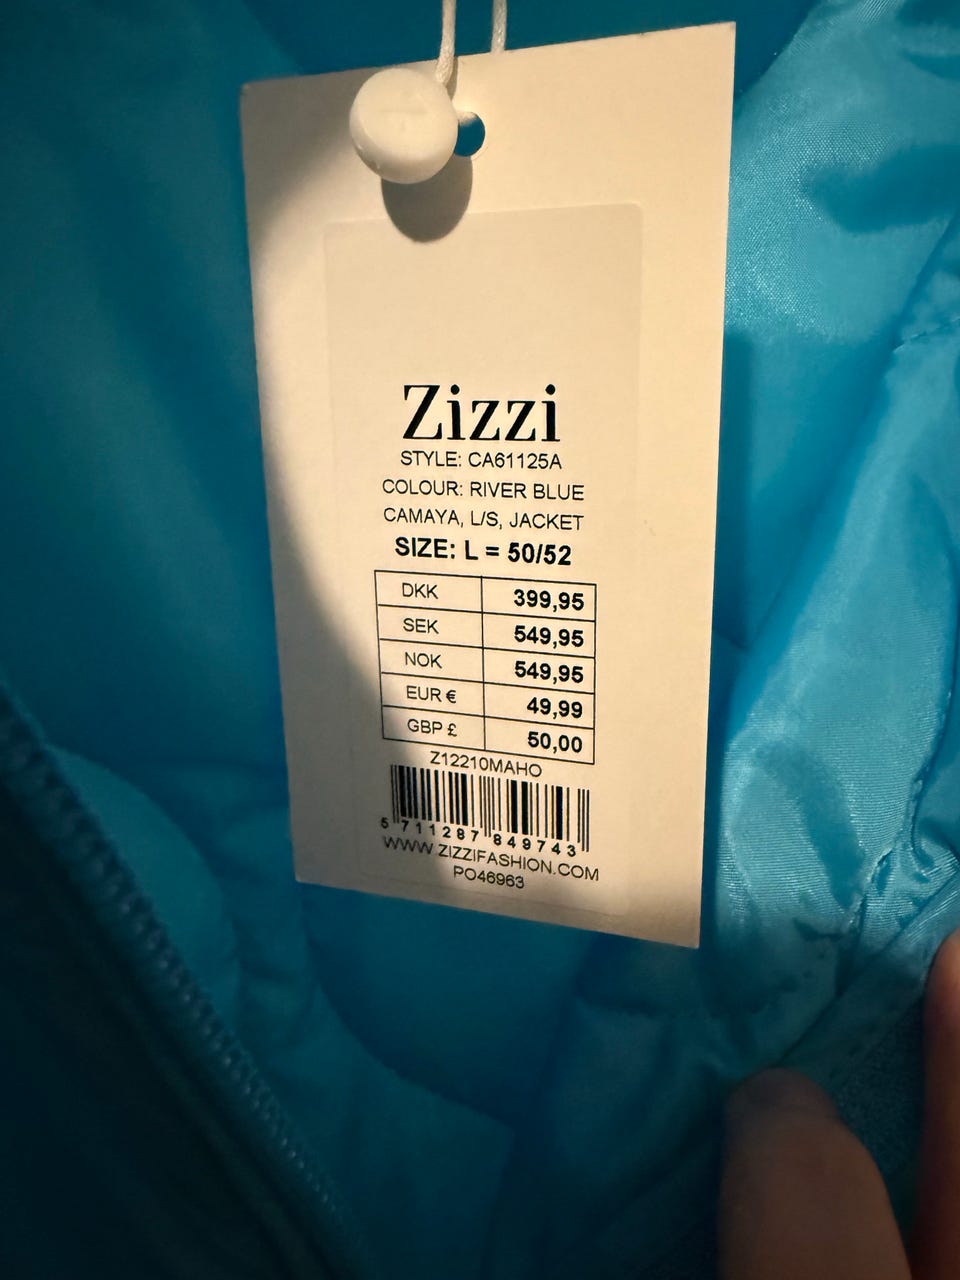 Zizzi
STYLE: CA61125A
COLOUR: RIVER BLUE
CAMAYA, L/S, JACKET
SIZE: L = 50/52
DKK 399,95
SEK 549,95
NOK 549,95
EUR € 49,99
GBP £ 50,00
Z12210MAHO
5 711287 849743
WWW.ZIZZIFASHION.COM
PO46963